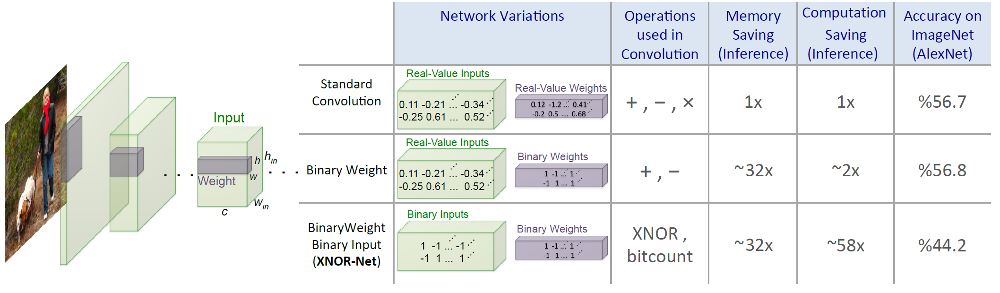 Network Variations
Operations
used in
Convolution
Memory
Saving
(Inference)
Computation
Saving
(Inference)
Accuracy on
ImageNet
(AlexNet)
Input
Weight
h
h_in
w
w_in
c
. . .
. . .
Standard
Convolution
Real-Value Inputs
0.11 -0.21 ... -0.34
-0.25 0.61 ... 0.52
Real-Value Weights
0.12 -1.2 ... 0.41
-0.2 0.5 ... 0.68
+ , − , ×
1x
1x
%56.7
Binary Weight
Real-Value Inputs
0.11 -0.21 ... -0.34
-0.25 0.61 ... 0.52
Binary Weights
1 -1 ... 1
-1 1 ... 1
+ , −
~32x
~2x
%56.8
BinaryWeight
Binary Input
(XNOR-Net)
Binary Inputs
1 -1 ... -1
-1 1 ... 1
Binary Weights
1 -1 ... 1
-1 1 ... 1
XNOR ,
bitcount
~32x
~58x
%44.2